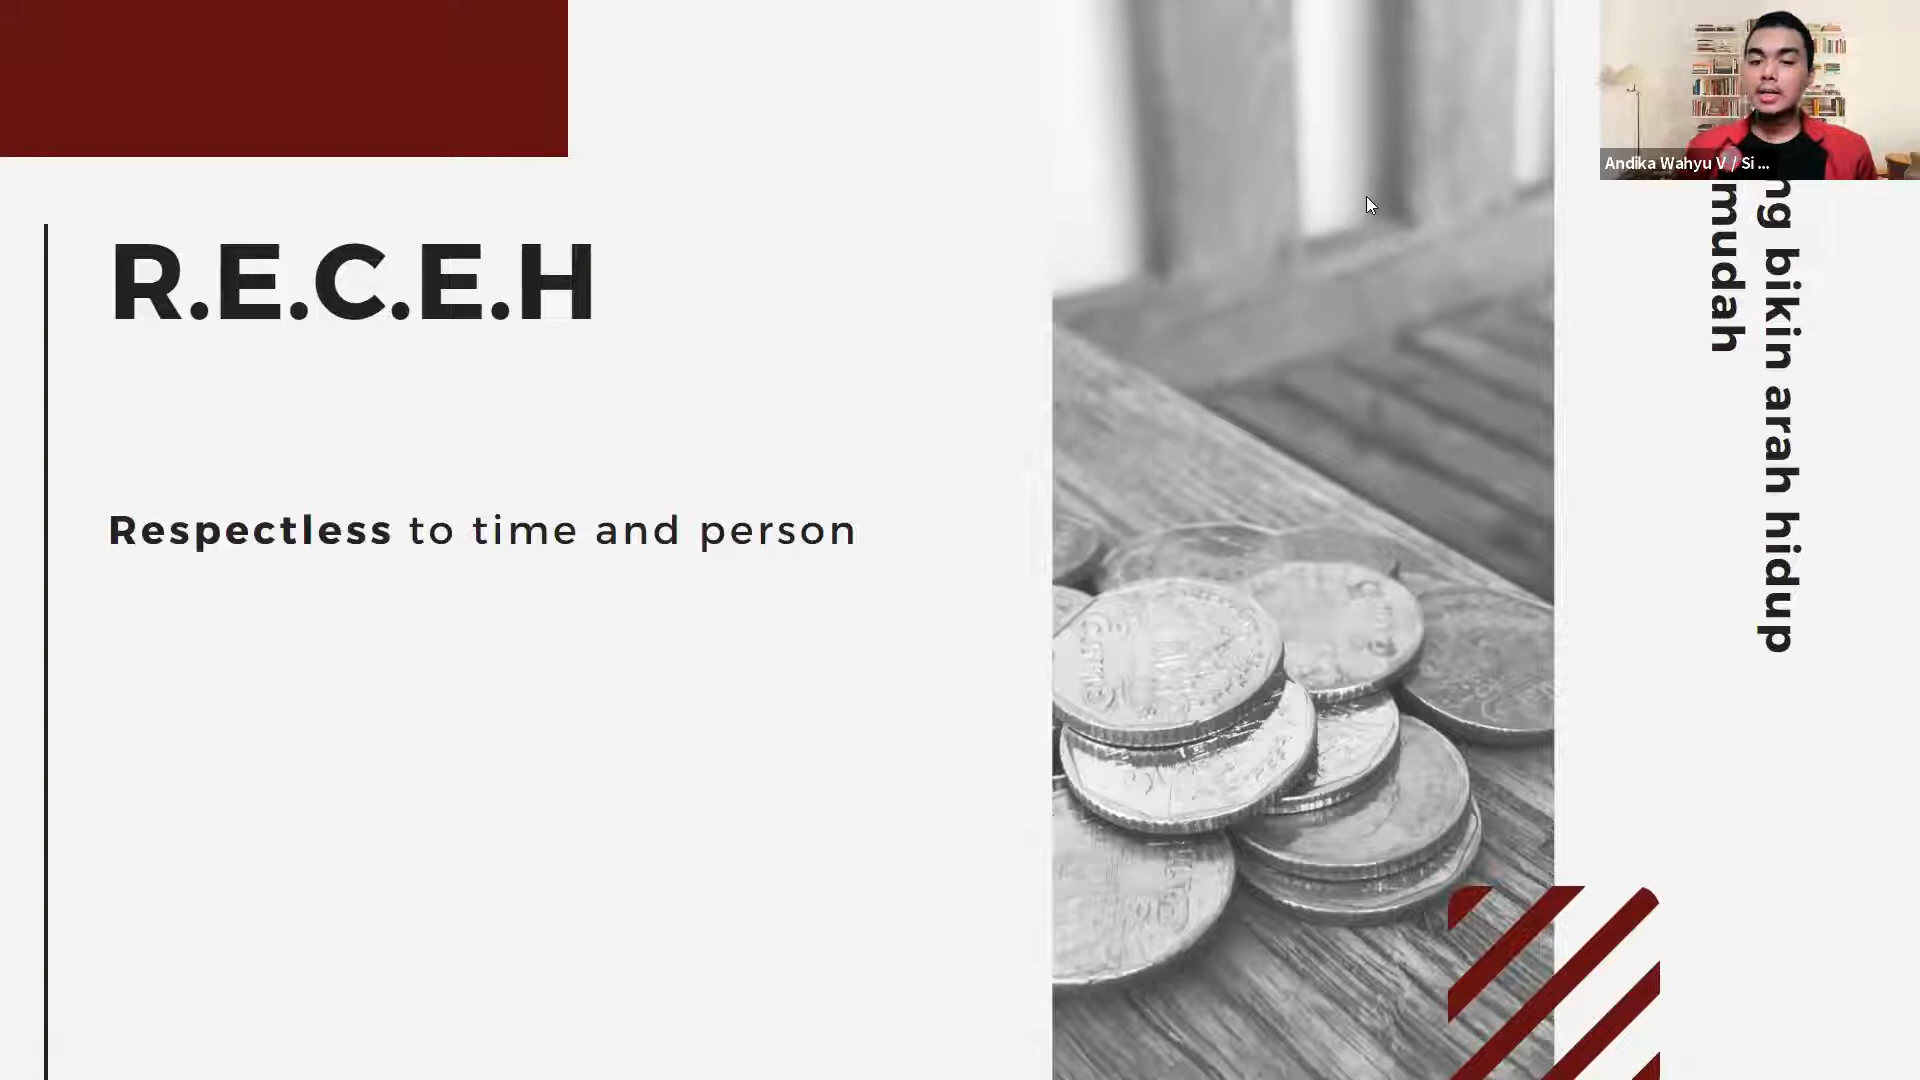 R.E.C.E.H
Respectless to time and person
Andika Wahyu V / Si ...
ng bikin arah hidup
mudah